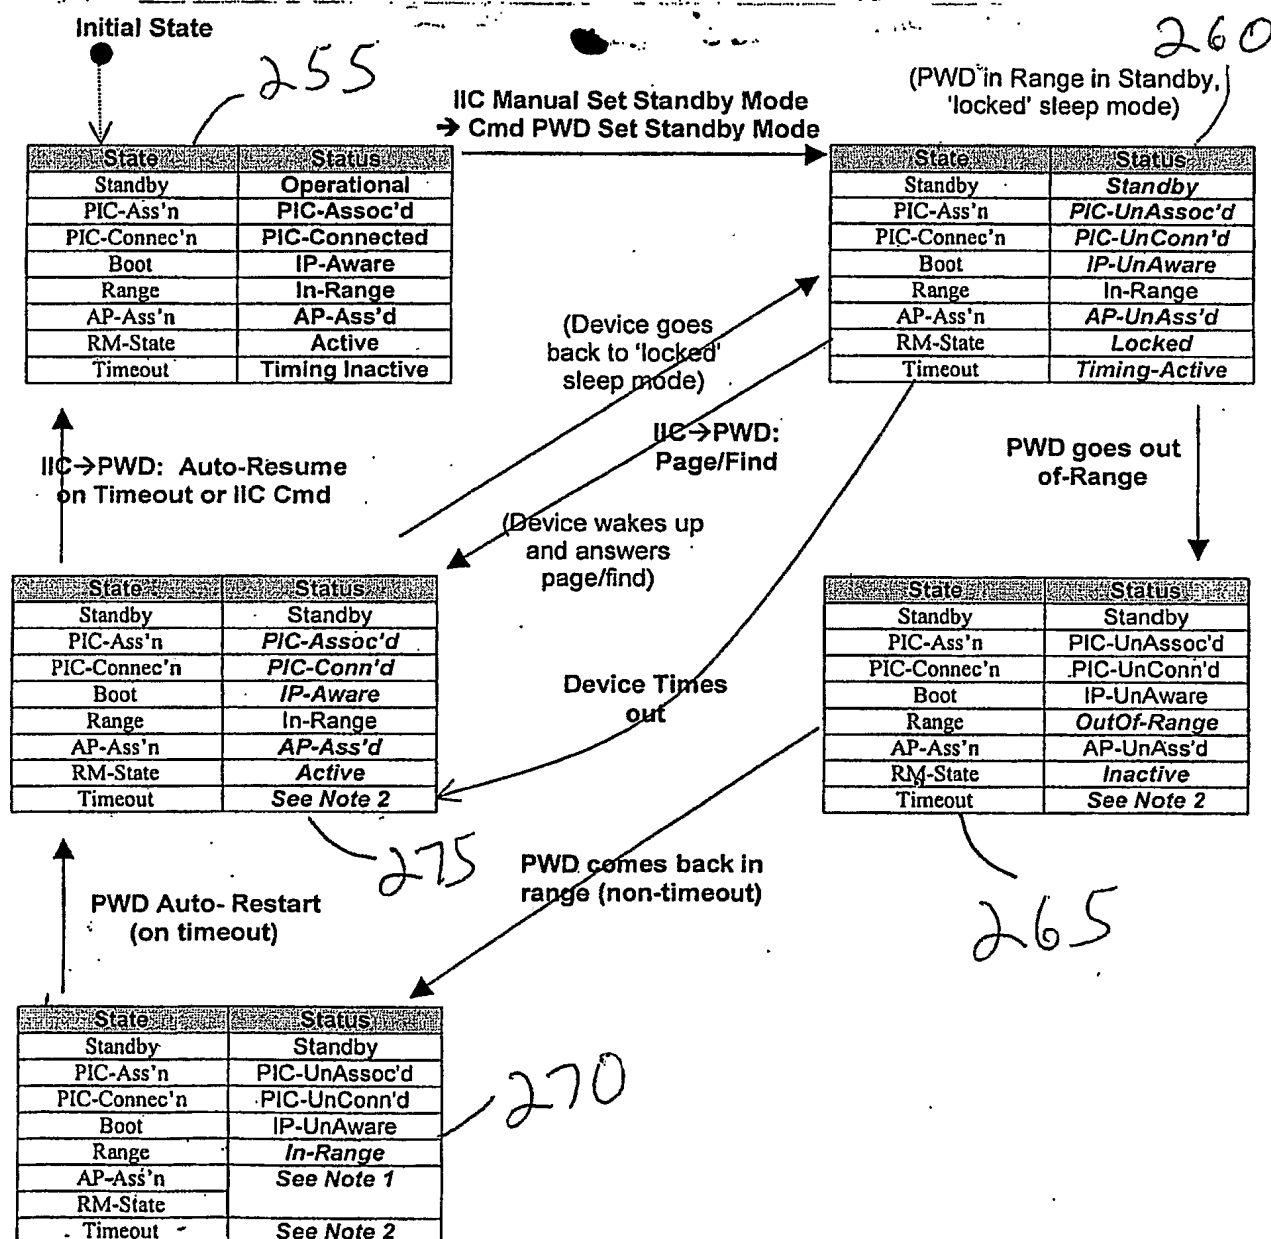 Initial State
255
260
(PWD in Range in Standby,
'locked' sleep mode)
IIC Manual Set Standby Mode
→ Cmd PWD Set Standby Mode
State Status
Standby Operational
PIC-Ass'n PIC-Assoc'd
PIC-Connec'n PIC-Connected
Boot IP-Aware
Range In-Range
AP-Ass'n AP-Ass'd
RM-State Active
Timeout Timing Inactive
State Status
Standby Standby
PIC-Ass'n PIC-UnAssoc'd
PIC-Connec'n PIC-UnConn'd
Boot IP-UnAware
Range In-Range
AP-Ass'n AP-UnAss'd
RM-State Locked
Timeout Timing-Active
(Device goes
back to 'locked'
sleep mode)
IIC→PWD:
Page/Find
(Device wakes up
and answers
page/find)
PWD goes out
of-Range
IIC→PWD: Auto-Resume
on Timeout or IIC Cmd
State Status
Standby Standby
PIC-Ass'n PIC-Assoc'd
PIC-Connec'n PIC-Conn'd
Boot IP-Aware
Range In-Range
AP-Ass'n AP-Ass'd
RM-State Active
Timeout See Note 2
275
Device Times
out
State Status
Standby Standby
PIC-Ass'n PIC-UnAssoc'd
PIC-Connec'n PIC-UnConn'd
Boot IP-UnAware
Range OutOf-Range
AP-Ass'n AP-UnAss'd
RM-State Inactive
Timeout See Note 2
265
PWD comes back in
range (non-timeout)
PWD Auto- Restart
(on timeout)
State Status
Standby Standby
PIC-Ass'n PIC-UnAssoc'd
PIC-Connec'n PIC-UnConn'd
Boot IP-UnAware
Range In-Range
AP-Ass'n See Note 1
RM-State
Timeout See Note 2
270